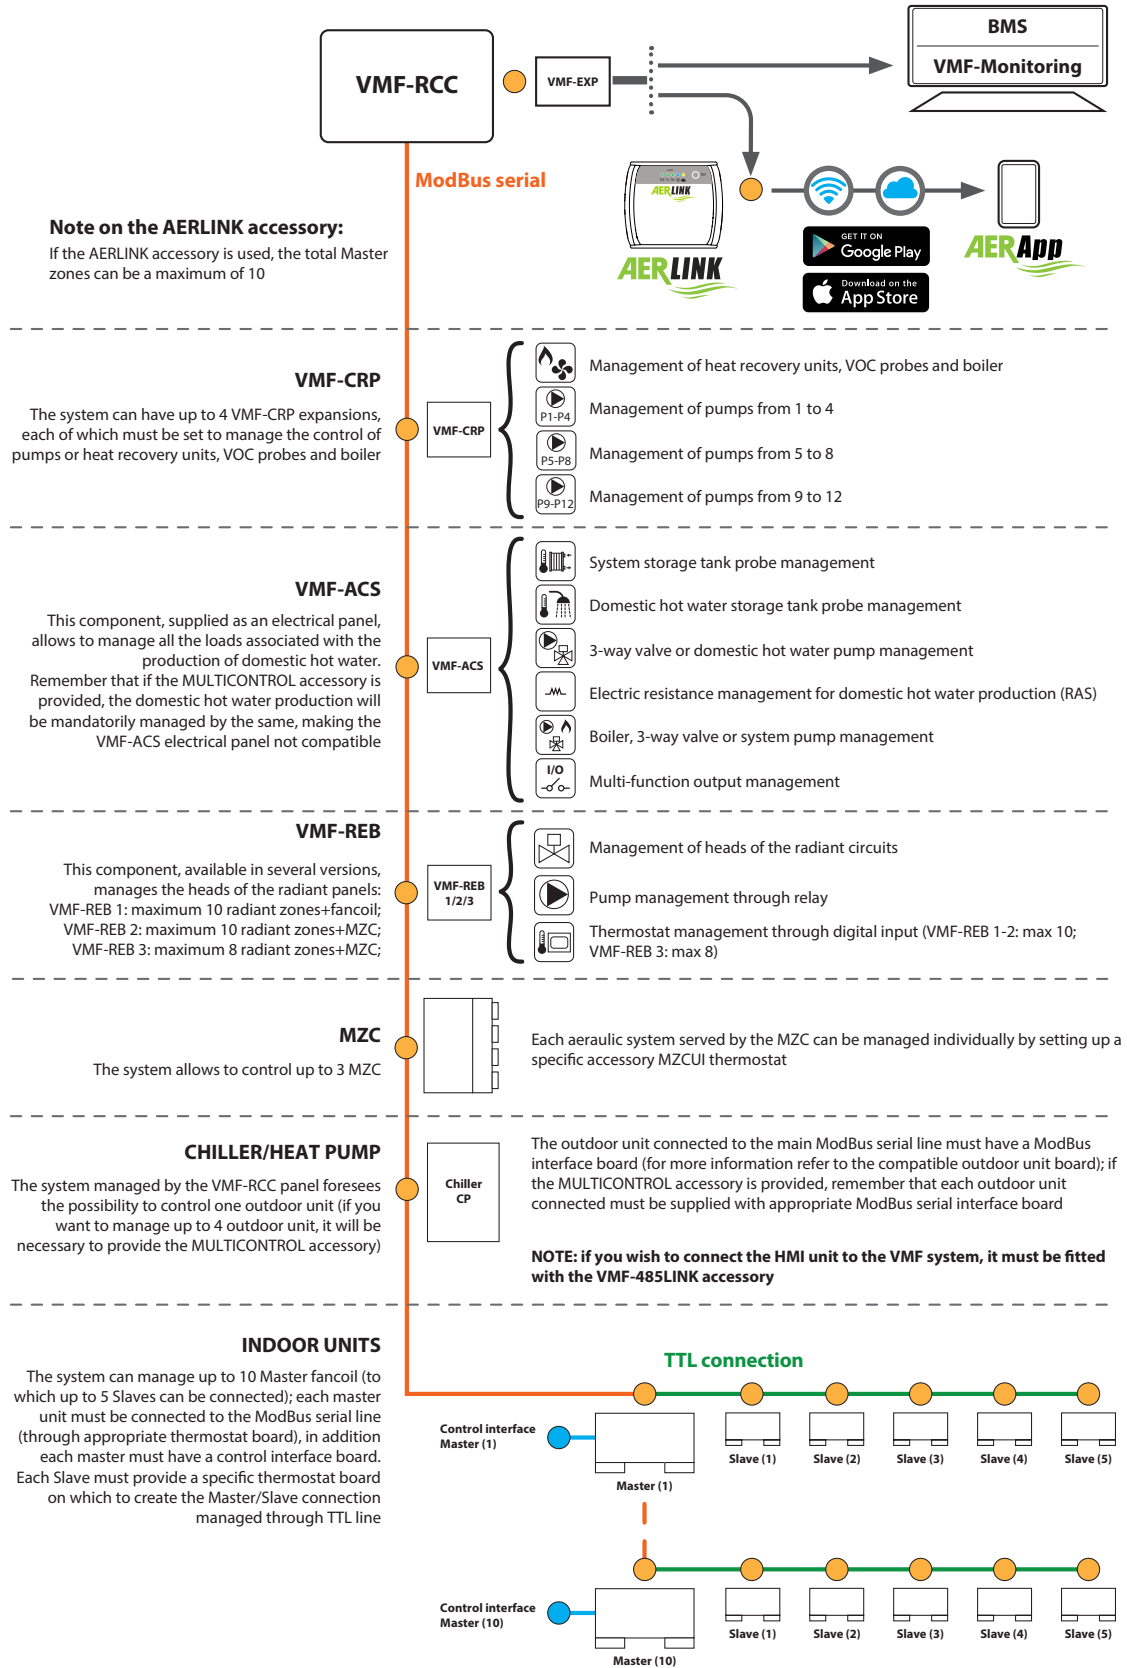 BMS
VMF-Monitoring
VMF-RCC
VMF-EXP
ModBus serial
AERLINK
AERLINK
GET IT ON
Google Play
Download on the
App Store
AERApp
Note on the AERLINK accessory:
If the AERLINK accessory is used, the total Master
zones can be a maximum of 10
VMF-CRP
The system can have up to 4 VMF-CRP expansions,
each of which must be set to manage the control of
pumps or heat recovery units, VOC probes and boiler
VMF-CRP
Management of heat recovery units, VOC probes and boiler
P1-P4
Management of pumps from 1 to 4
P5-P8
Management of pumps from 5 to 8
P9-P12
Management of pumps from 9 to 12
VMF-ACS
This component, supplied as an electrical panel,
allows to manage all the loads associated with the
production of domestic hot water.
Remember that if the MULTICONTROL accessory is
provided, the domestic hot water production will
be mandatorily managed by the same, making the
VMF-ACS electrical panel not compatible
VMF-ACS
System storage tank probe management
Domestic hot water storage tank probe management
3-way valve or domestic hot water pump management
Electric resistance management for domestic hot water production (RAS)
Boiler, 3-way valve or system pump management
I/O
Multi-function output management
VMF-REB
This component, available in several versions,
manages the heads of the radiant panels:
VMF-REB 1: maximum 10 radiant zones+fancoil;
VMF-REB 2: maximum 10 radiant zones+MZC;
VMF-REB 3: maximum 8 radiant zones+MZC;
VMF-REB
1/2/3
Management of heads of the radiant circuits
Pump management through relay
Thermostat management through digital input (VMF-REB 1-2: max 10;
VMF-REB 3: max 8)
MZC
The system allows to control up to 3 MZC
Each aeraulic system served by the MZC can be managed individually by setting up a
specific accessory MZCUI thermostat
CHILLER/HEAT PUMP
The system managed by the VMF-RCC panel foresees
the possibility to control one outdoor unit (if you
want to manage up to 4 outdoor unit, it will be
necessary to provide the MULTICONTROL accessory)
Chiller
CP
The outdoor unit connected to the main ModBus serial line must have a ModBus
interface board (for more information refer to the compatible outdoor unit board); if
the MULTICONTROL accessory is provided, remember that each outdoor unit
connected must be supplied with appropriate ModBus serial interface board
NOTE: if you wish to connect the HMI unit to the VMF system, it must be fitted
with the VMF-485LINK accessory
INDOOR UNITS
The system can manage up to 10 Master fancoil (to
which up to 5 Slaves can be connected); each master
unit must be connected to the ModBus serial line
(through appropriate thermostat board), in addition
each master must have a control interface board.
Each Slave must provide a specific thermostat board
on which to create the Master/Slave connection
managed through TTL line
TTL connection
Control interface
Master (1)
Master (1)
Slave (1)
Slave (2)
Slave (3)
Slave (4)
Slave (5)
Control interface
Master (10)
Master (10)
Slave (1)
Slave (2)
Slave (3)
Slave (4)
Slave (5)